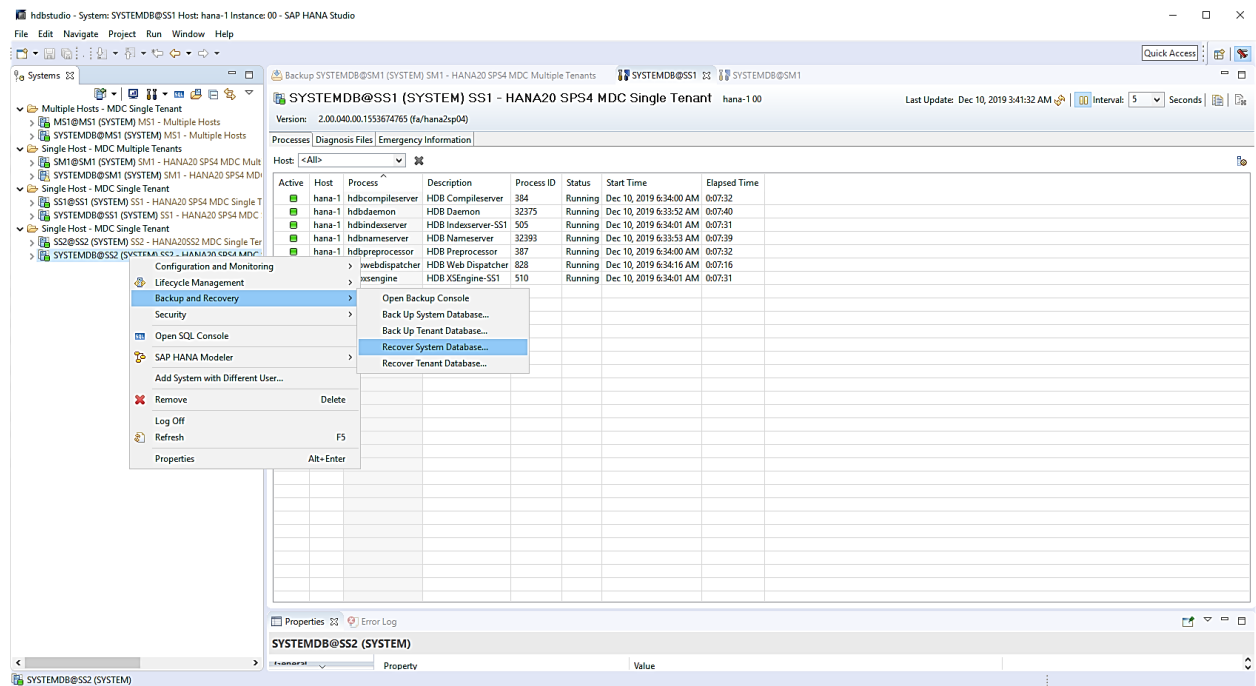 hdbstudio - System: SYSTEMDB@SS1 Host: hana-1 Instance: 00 - SAP HANA Studio
File Edit Navigate Project Run Window Help
Quick Access
Systems
Backup SYSTEMDB@SM1 (SYSTEM) SM1 - HANA20 SPS4 MDC Multiple Tenants SYSTEMDB@SS1 SYSTEMDB@SM1
SYSTEMDB@SS1 (SYSTEM) SS1 - HANA20 SPS4 MDC Single Tenant hana-1 00
Last Update: Dec 10, 2019 3:41:32 AM Interval: 5 Seconds
Version: 2.00.040.00.1553674765 (fa/hana2sp04)
Processes Diagnosis Files Emergency Information
Host: <All>
Multiple Hosts - MDC Single Tenant
MS1@MS1 (SYSTEM) MS1 - Multiple Hosts
SYSTEMDB@MS1 (SYSTEM) MS1 - Multiple Hosts
Single Host - MDC Multiple Tenants
SM1@SM1 (SYSTEM) SM1 - HANA20 SPS4 MDC Mult
SYSTEMDB@SM1 (SYSTEM) SM1 - HANA20 SPS4 MD
Single Host - MDC Single Tenant
SS1@SS1 (SYSTEM) SS1 - HANA20 SPS4 MDC Single T
SYSTEMDB@SS1 (SYSTEM) SS1 - HANA20 SPS4 MDC
Single Host - MDC Single Tenant
SS2@SS2 (SYSTEM) SS2 - HANA20SS2 MDC Single Ter
SYSTEMDB@SS2 (SYSTEM) SS2 - HANA20 SPS4 MDC
Active Host Process Description Process ID Status Start Time Elapsed Time
hana-1 hdbcompileserver HDB Compileserver 384 Running Dec 10, 2019 6:34:00 AM 0:07:32
hana-1 hdbdaemon HDB Daemon 32375 Running Dec 10, 2019 6:33:52 AM 0:07:40
hana-1 hdbindexserver HDB Indexserver-SS1 505 Running Dec 10, 2019 6:34:01 AM 0:07:31
hana-1 hdbnameserver HDB Nameserver 32393 Running Dec 10, 2019 6:33:53 AM 0:07:39
hana-1 hdbpreprocessor HDB Preprocessor 387 Running Dec 10, 2019 6:34:00 AM 0:07:32
webdispatcher HDB Web Dispatcher 828 Running Dec 10, 2019 6:34:16 AM 0:07:16
xsengine HDB XSEngine-SS1 510 Running Dec 10, 2019 6:34:01 AM 0:07:31
Configuration and Monitoring
Lifecycle Management
Backup and Recovery
Security
Open SQL Console
SAP HANA Modeler
Add System with Different User...
Remove Delete
Log Off
Refresh F5
Properties Alt+Enter
Open Backup Console
Back Up System Database...
Back Up Tenant Database...
Recover System Database...
Recover Tenant Database...
Properties Error Log
SYSTEMDB@SS2 (SYSTEM)
General Property Value
SYSTEMDB@SS2 (SYSTEM)